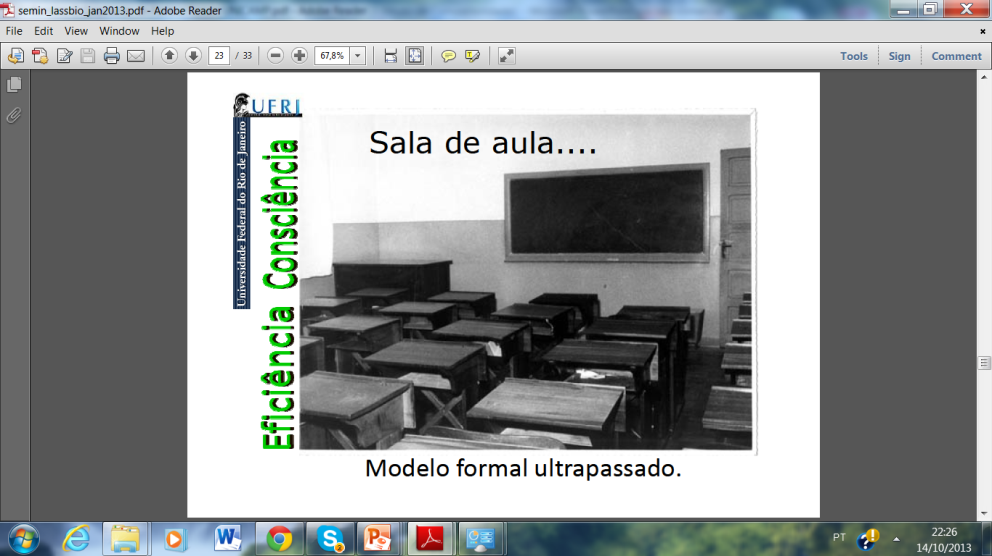 semin_lassbio_jan2013.pdf - Adobe Reader
File Edit View Window Help
23 / 33 67,8% Tools Sign Comment
UFRJ
Universidade Federal do Rio de Janeiro
Eficiência Consciência
Sala de aula....
Modelo formal ultrapassado.
PT 22:26
14/10/2013